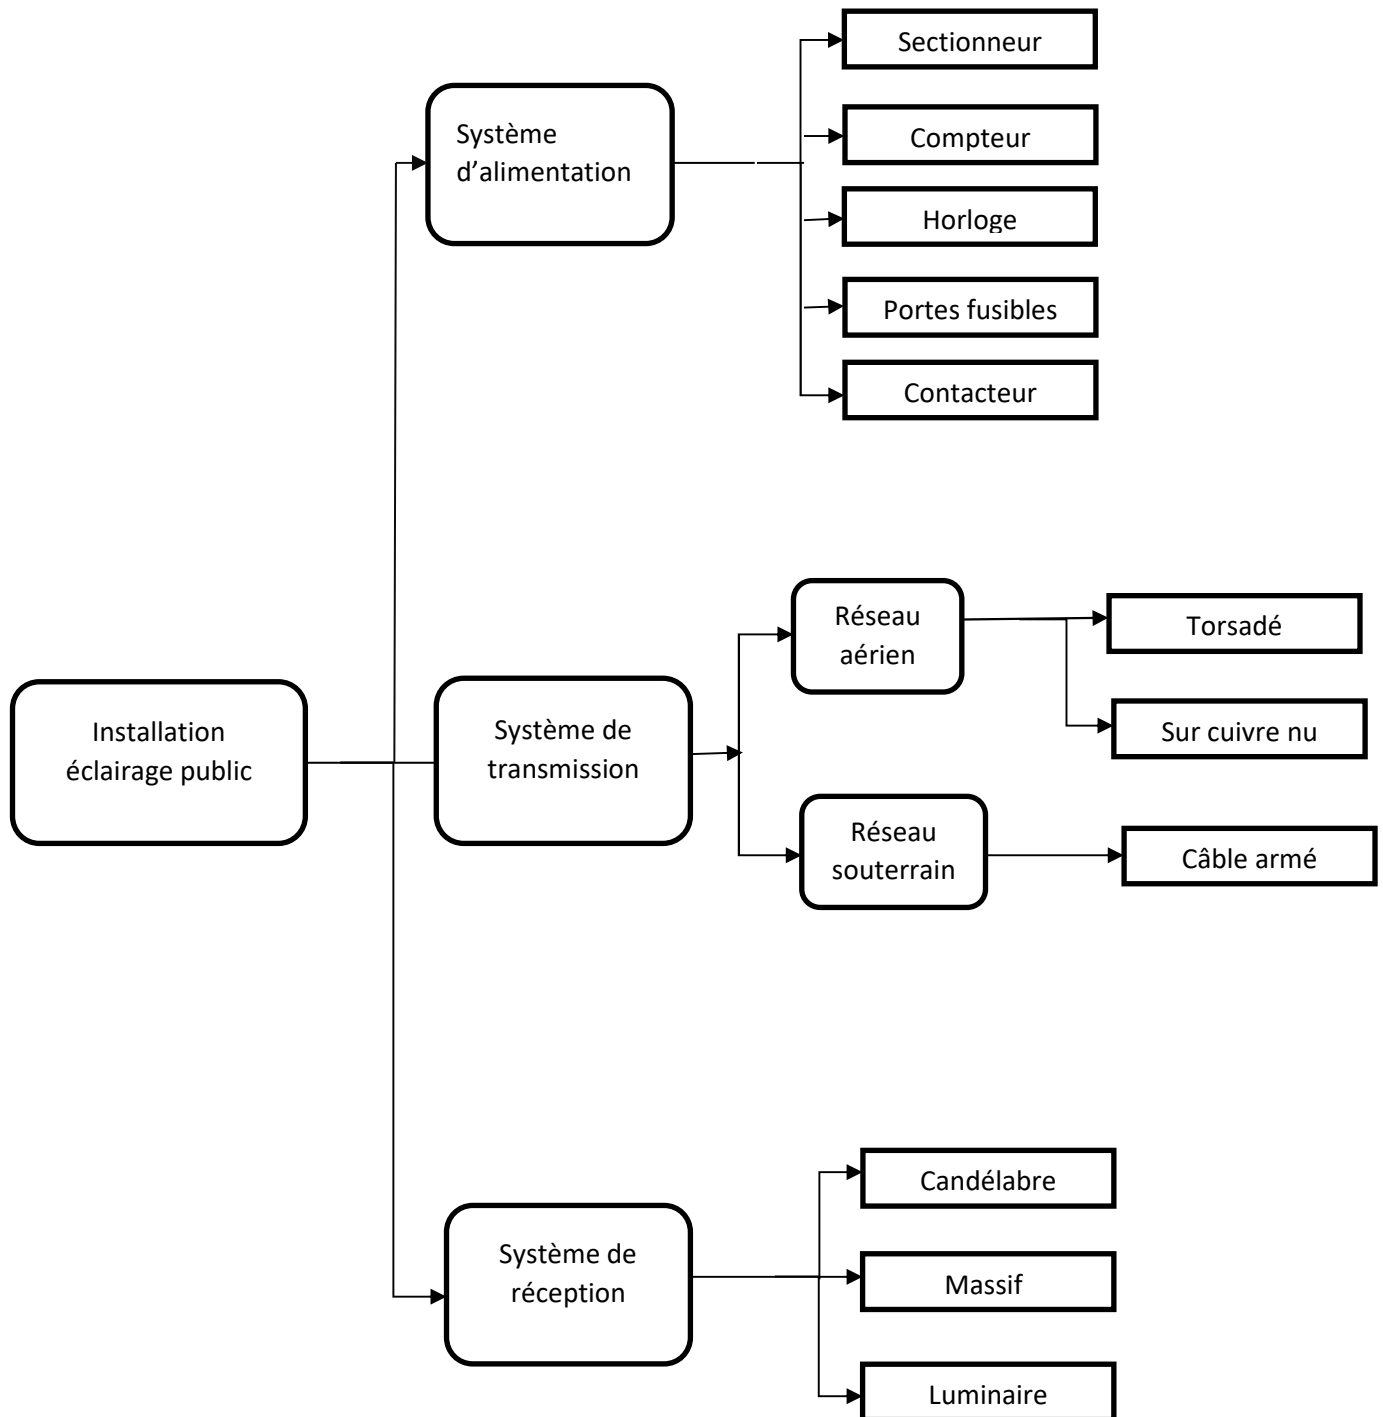 Sectionneur
Système
d’alimentation
Compteur
Horloge
Portes fusibles
Contacteur
Réseau
aérien
Torsadé
Installation
éclairage public
Système de
transmission
Sur cuivre nu
Réseau
souterrain
Câble armé
Candélabre
Système de
réception
Massif
Luminaire